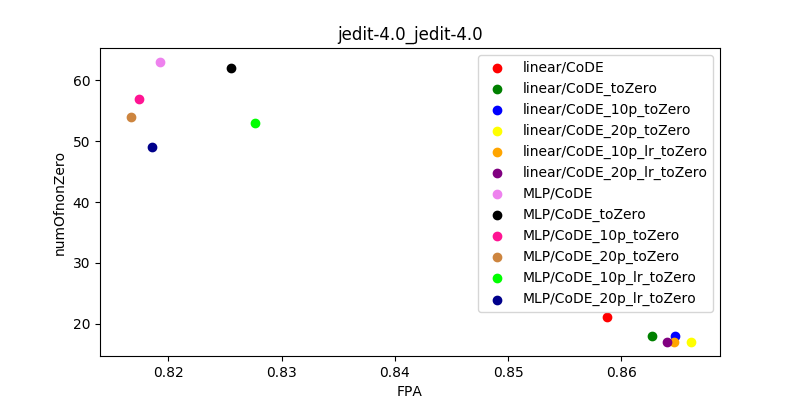 jedit-4.0_jedit-4.0
numOfnonZero
60
50
40
30
20
linear/CoDE
linear/CoDE_toZero
linear/CoDE_10p_toZero
linear/CoDE_20p_toZero
linear/CoDE_10p_lr_toZero
linear/CoDE_20p_lr_toZero
MLP/CoDE
MLP/CoDE_toZero
MLP/CoDE_10p_toZero
MLP/CoDE_20p_toZero
MLP/CoDE_10p_lr_toZero
MLP/CoDE_20p_lr_toZero
0.82 0.83 0.84 0.85 0.86
FPA